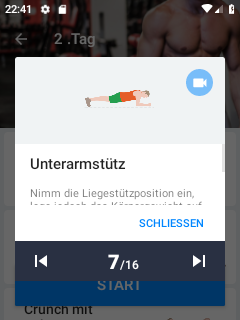 22:41
2 .Tag
Unterarmstütz
Nimm die Liegestützposition ein,
SCHLIESSEN
7/16
START
Crunch mit